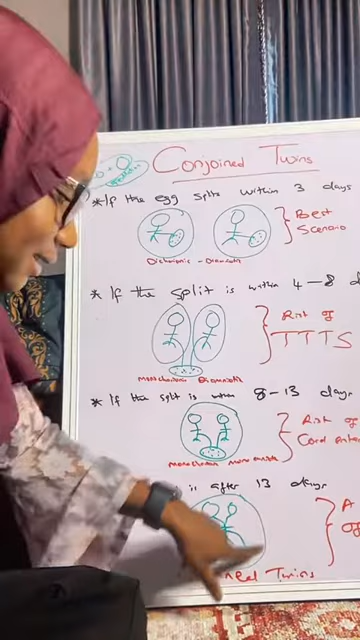 Conjoined Twins
* If the egg splits within 3 days
Best
Scenario
Dichorionic - Diamniotic
* If the split is within 4-8
Risk of
TTTS
monochorionic Diamniotic
* If the split is within 8-13 days
Risk of
Cord
monochorionic monoamniotic
is after 13 days
A
Twins